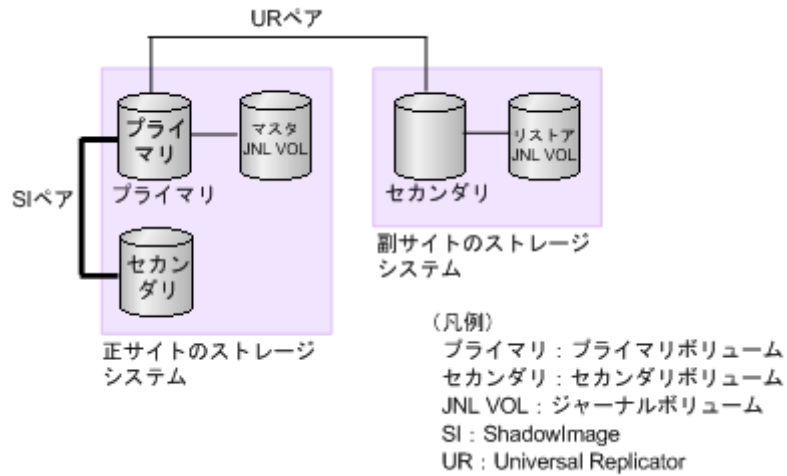 URペア
プライ
マリ
マスタ
JNL VOL
リストア
JNL VOL
SIペア
プライマリ
セカンダリ
セカン
ダリ
副サイトのストレージ
システム
正サイトのストレージ
システム
（凡例）
プライマリ：プライマリボリューム
セカンダリ：セカンダリボリューム
JNL VOL：ジャーナルボリューム
SI：ShadowImage
UR：Universal Replicator